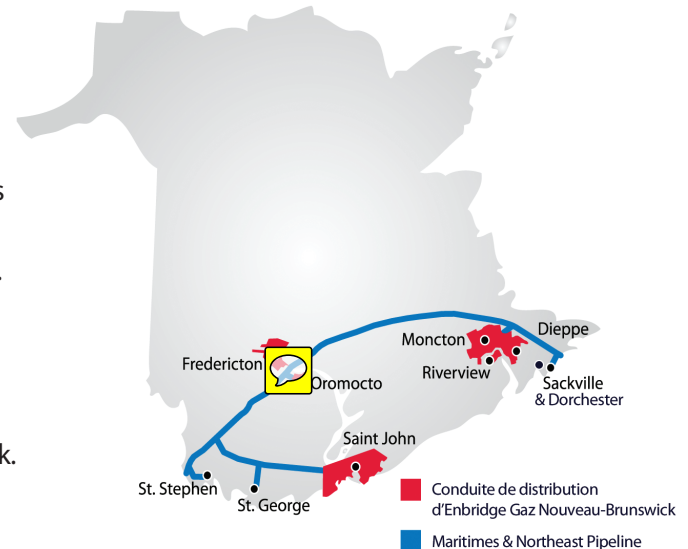 s
.
k.
Fredericton
Oromocto
Moncton
Dieppe
Riverview
Sackville
& Dorchester
Saint John
St. Stephen
St. George
Conduite de distribution
d'Enbridge Gaz Nouveau-Brunswick
Maritimes & Northeast Pipeline